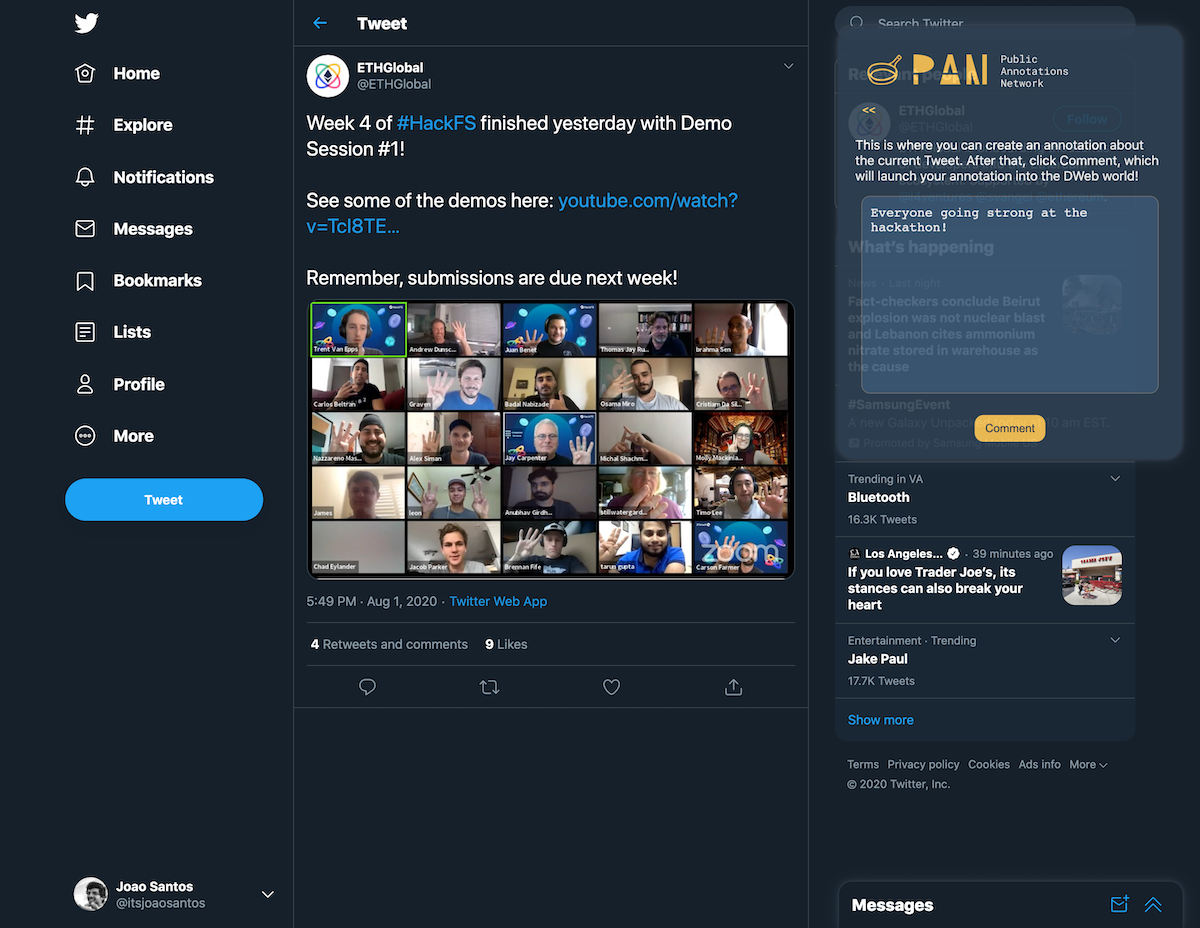 Home
Explore
Notifications
Messages
Bookmarks
Lists
Profile
More
Tweet
Joao Santos
@itsjoaosantos
Tweet
ETHGlobal
@ETHGlobal
Week 4 of #HackFS finished yesterday with Demo
Session #1!
See some of the demos here: youtube.com/watch?
v=TcI8TE…
Remember, submissions are due next week!
Trent Van Epps
Andrew Dunsc...
Juan Benet
Thomas Jay Ru...
brahma Sen
Carlos Beltran
Graven
Badal Nabizade
Osama Miro
Cristiam Da Sil...
Nazzareno Mas...
Alex Siman
Jay Carpenter
Michal Shachm...
Molly Mackinla...
James
leon
Anubhav Girdh...
stillwatergard...
Timo Lee
Chad Eylander
Jacob Parker
Brennan Fife
tarun gupta
zoom
Carson Farmer
5:49 PM · Aug 1, 2020 · Twitter Web App
4 Retweets and comments 9 Likes
Search Twitter
PAN
Public
Annotations
Network
Relevant people
<<
ETHGlobal
@ETHGlobal
Follow
This is where you can create an annotation about
the current Tweet. After that, click Comment, which
will launch your annotation into the DWeb world!
Everyone going strong at the
hackathon!
What's happening
News · Last night
Fact-checkers conclude Beirut
explosion was not nuclear blast
and Lebanon cites ammonium
nitrate stored in warehouse as
the cause
#SamsungEvent
Comment
Trending in VA
Bluetooth
16.3K Tweets
Los Angeles... · 39 minutes ago
If you love Trader Joe's, its
stances can also break your
heart
Entertainment · Trending
Jake Paul
17.7K Tweets
Show more
Terms Privacy policy Cookies Ads info More
© 2020 Twitter, Inc.
Messages